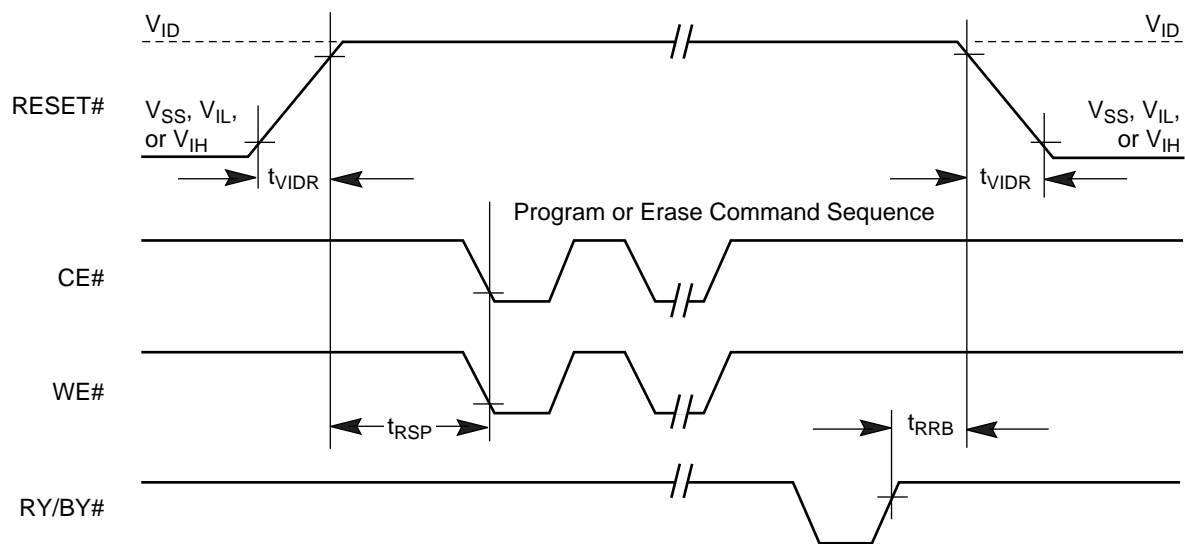 VID
VID
RESET#
VSS, VIL,
or VIH
VSS, VIL,
or VIH
tVIDR
tVIDR
Program or Erase Command Sequence
CE#
WE#
tRSP
tRRB
RY/BY#